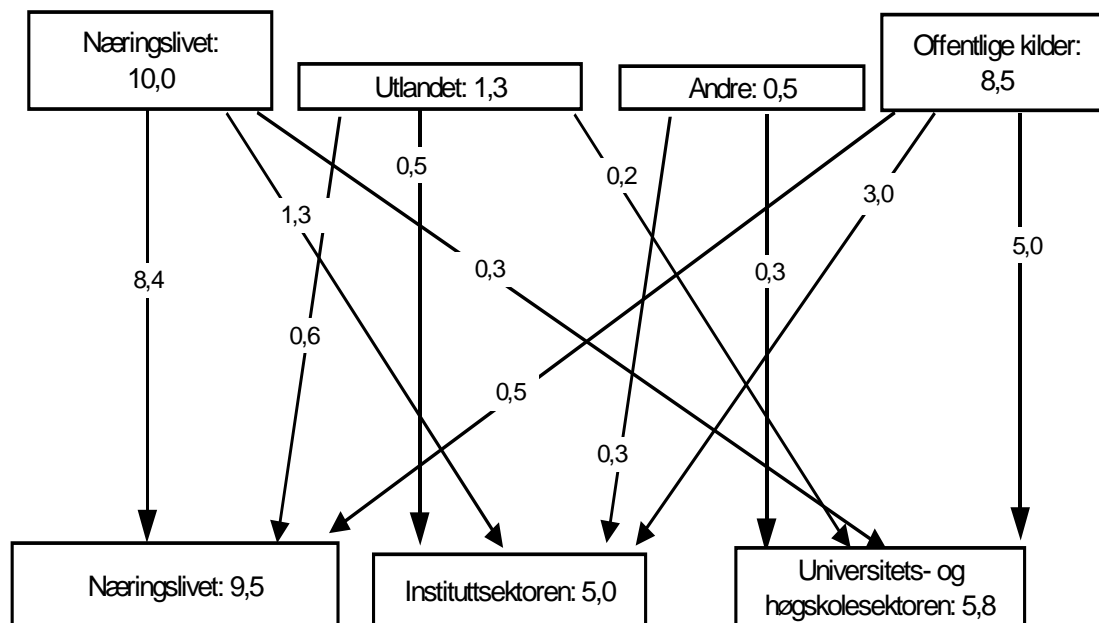 Næringslivet:
10,0
Utlandet: 1,3
Andre: 0,5
Offentlige kilder:
8,5
0,5
0,2
3,0
1,3
5,0
0,3
0,3
8,4
0,6
0,5
0,3
Næringslivet: 9,5
Instituttsektoren: 5,0
Universitets- og
høgskolesektoren: 5,8